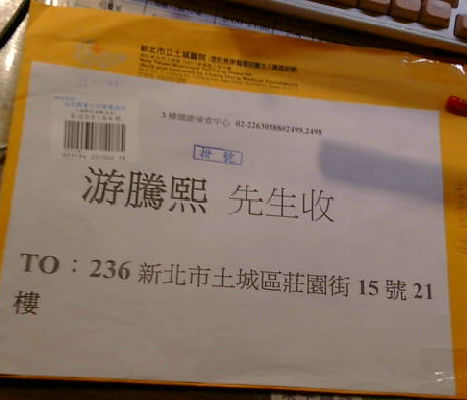 新北市立土城醫院
3樓健康檢查中心 02-22630588#2499,2498
掛號
游騰熙 先生收
TO：236 新北市土城區莊園街 15 號 21
樓